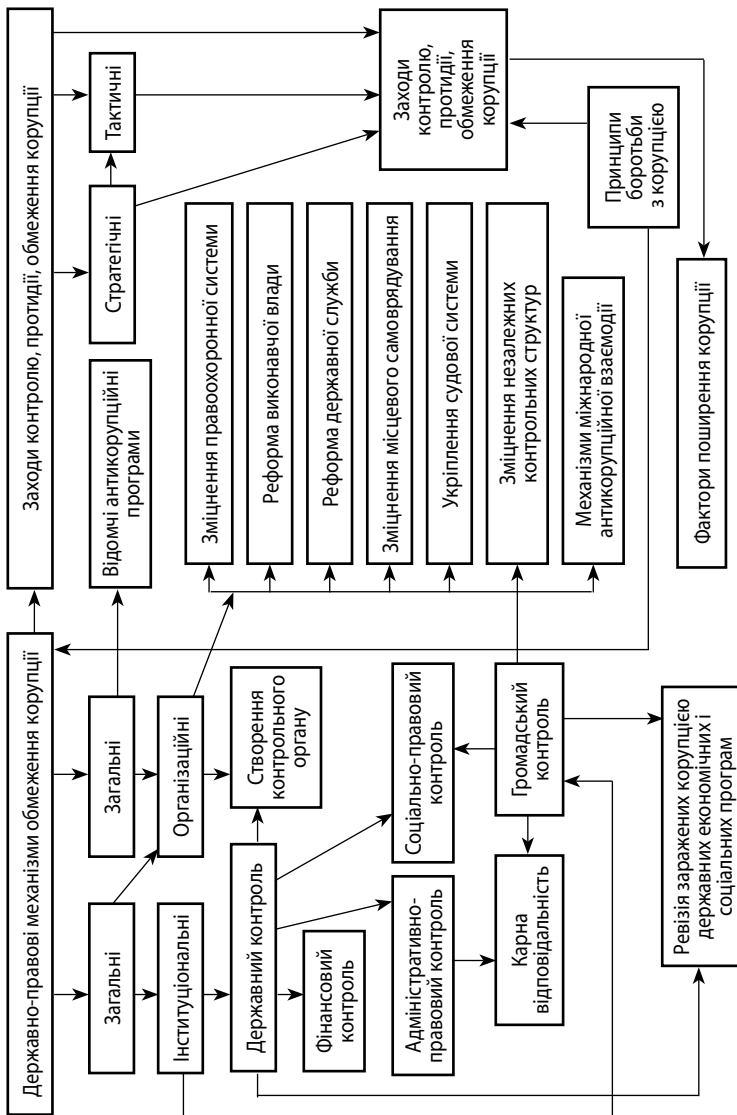 Державно-правові механізми обмеження корупції
Заходи контролю, протидії, обмеження корупції
Загальні
Загальні
Відомчі антикорупційні
програми
Стратегічні
Тактичні
Інституціональні
Організаційні
Зміцнення правоохоронної системи
Державний контроль
Створення
контрольного
органу
Реформа виконавчої влади
Фінансовий
контроль
Реформа державної служби
Адміністративно-
правовий контроль
Соціально-правовий
контроль
Зміцнення місцевого самоврядування
Заходи
контролю,
протидії,
обмеження
корупції
Укріплення судової системи
Карна
відповідальність
Громадський
контроль
Зміцнення незалежних
контрольних структур
Механізми міжнародної
антикорупційної взаємодії
Принципи
боротьби
з корупцією
Ревізія заражених корупцією
державних економічних і
соціальних програм
Фактори поширення корупції